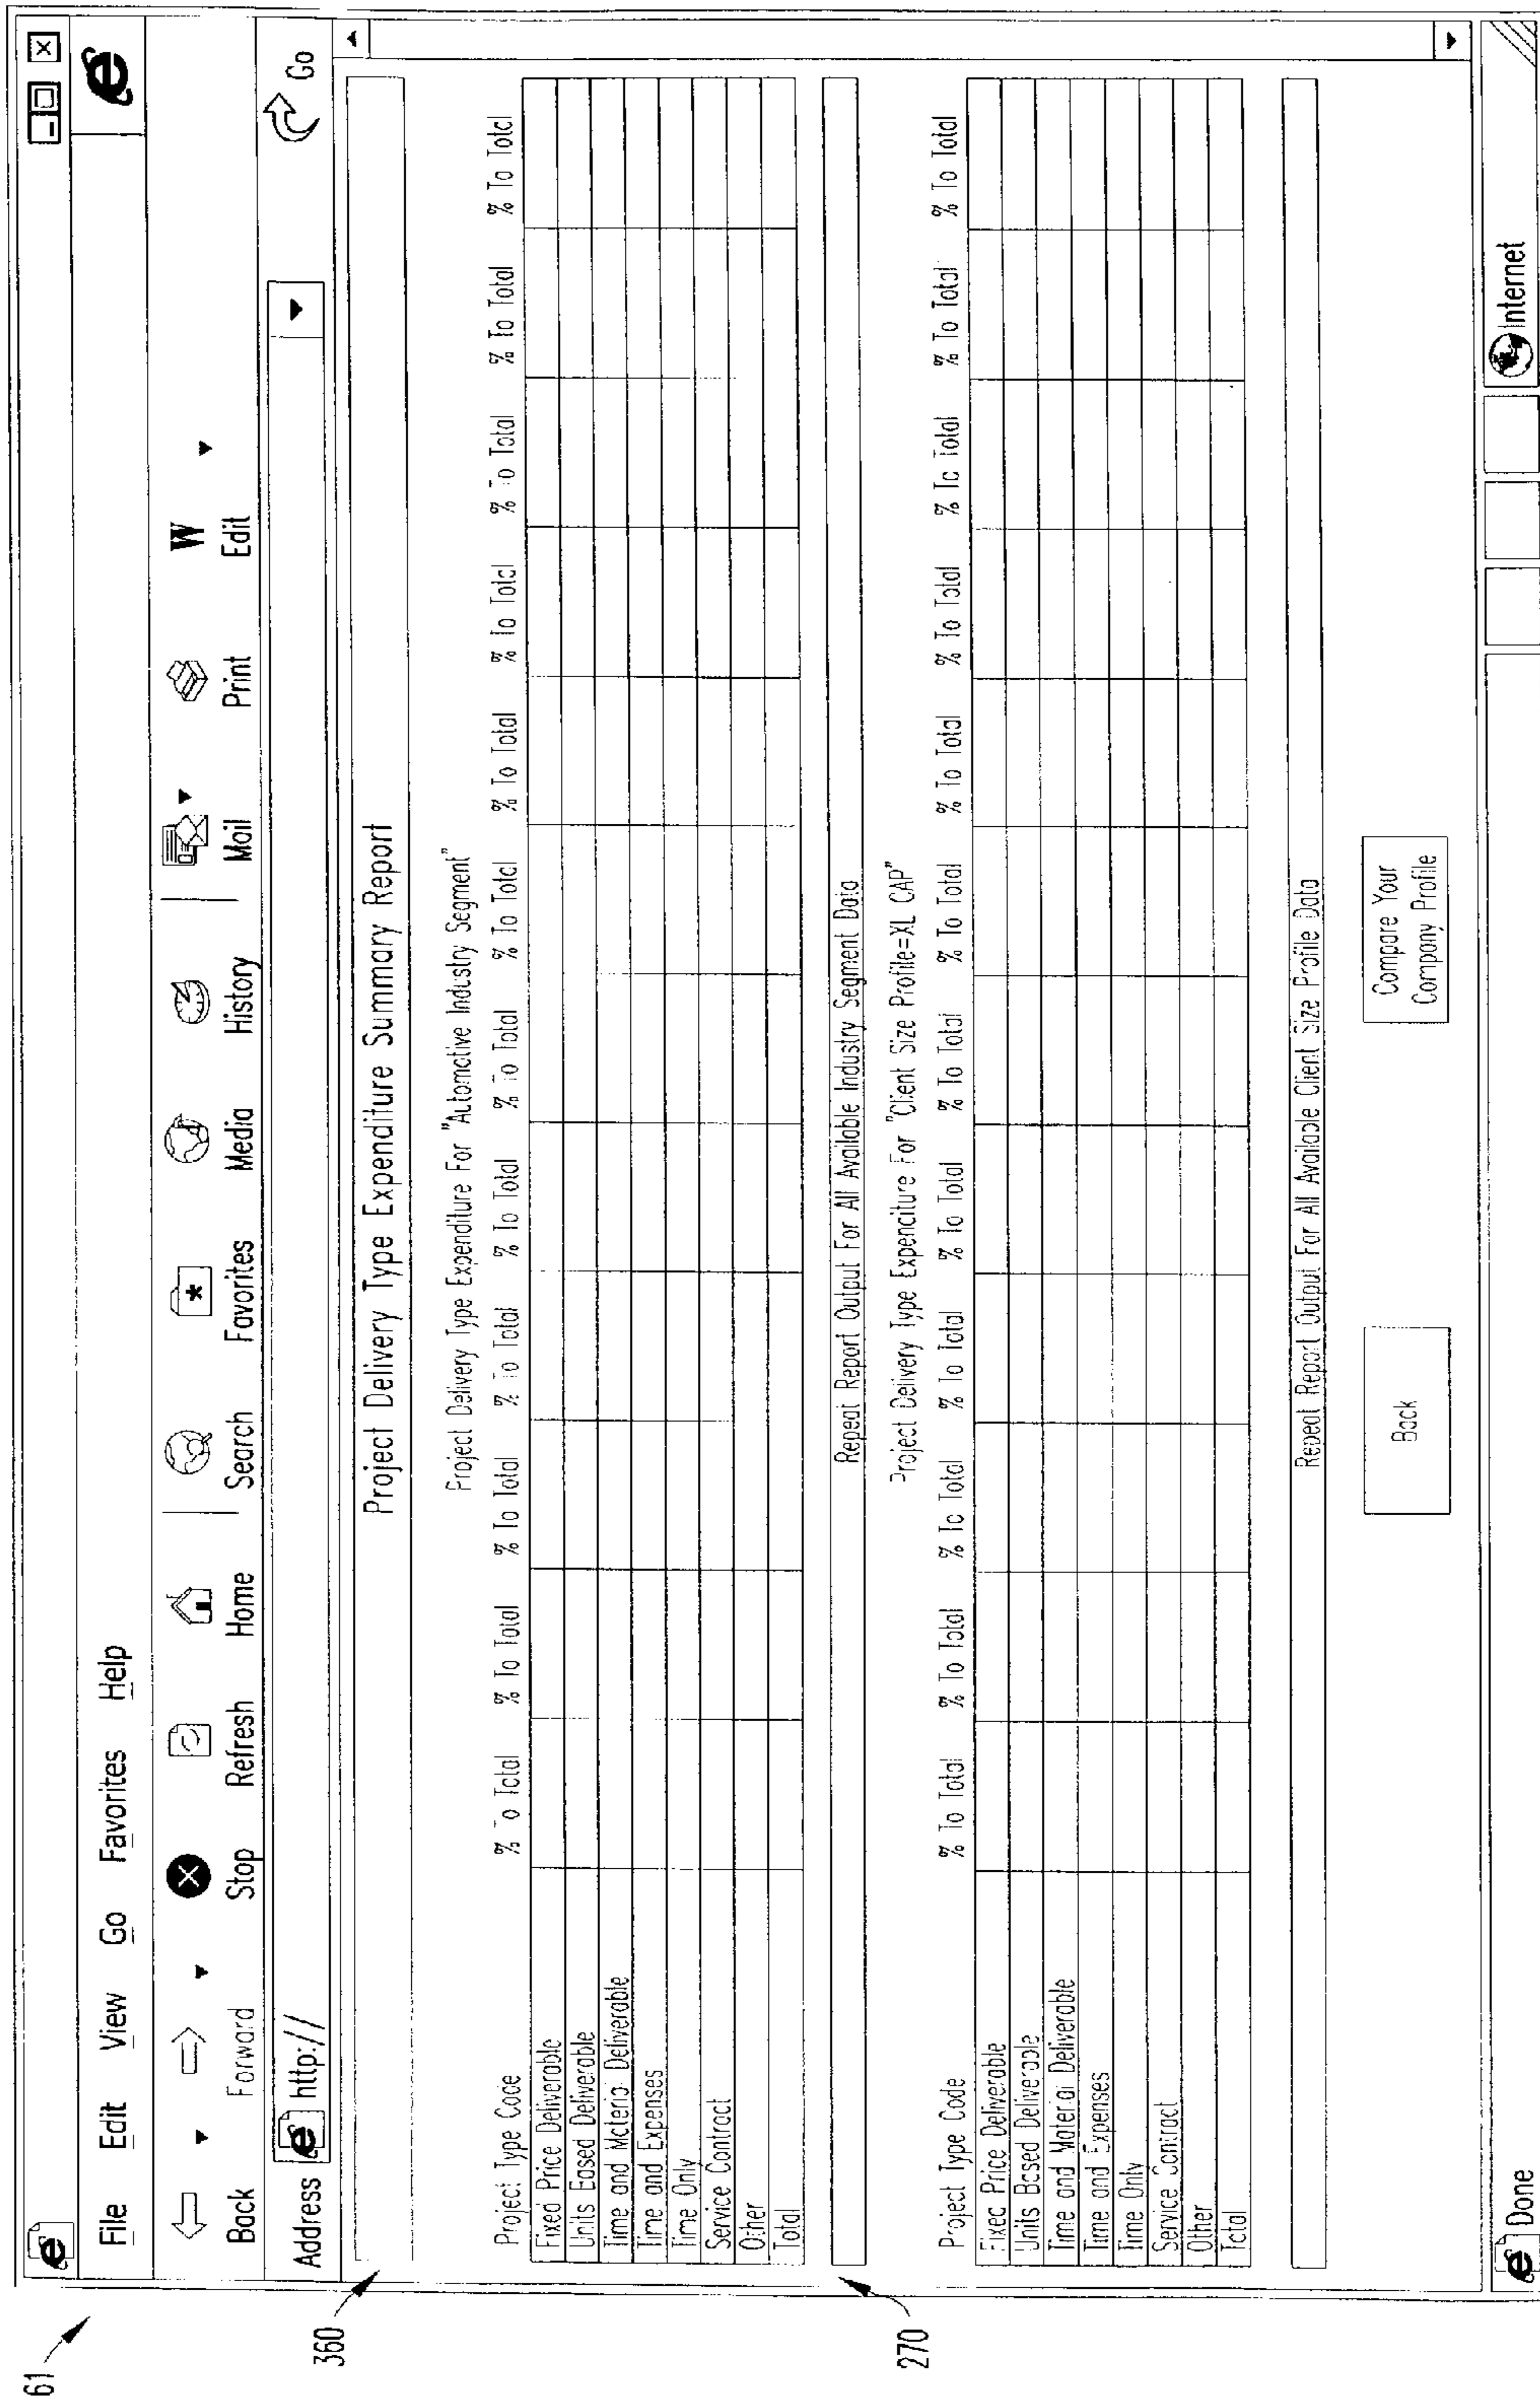 61
File Edit View Go Favorites Help
Back Forward Stop Refresh Home Search Favorites Media History Mail Print Edit
W
Address http:// Go
360
Project Delivery Type Expenditure Summary Report
Project Delivery Type Expenditure For "Automotive Industry Segment"
Project Type Code % To Total % To Total % To Total % To Total % To Total % To Total % To Total % To Total % To Total % To Total % To Total % To Total
Fixed Price Deliverable
Units Based Deliverable
Time and Material Deliverable
Time and Expenses
Time Only
Service Contract
Other
Total
270
Repeat Report Output For All Available Industry Segment Data
Project Delivery Type Expenditure For "Client Size Profile=XL CAP"
Project Type Code % To Total % To Total % To Total % To Total % To Total % To Total % To Total % To Total % To Total % To Total % To Total % To Total
Fixed Price Deliverable
Units Based Deliverable
Time and Material Deliverable
Time and Expenses
Time Only
Service Contract
Other
Total
Repeat Report Output For All Available Client Size Profile Data
Back
Compare Your
Company Profile
Done Internet